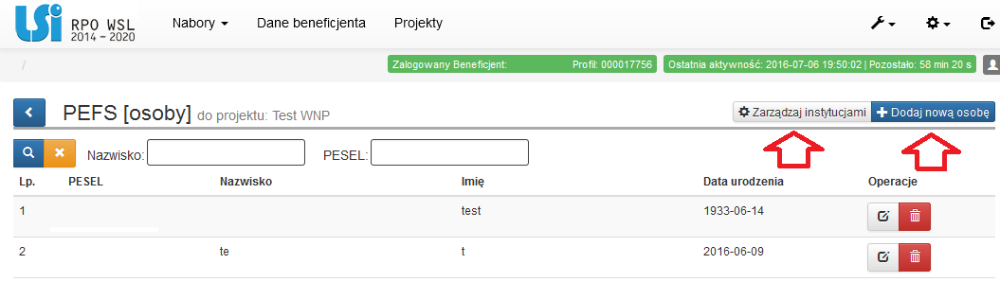 LSI RPO WSL 2014 – 2020 Nabory Dane beneficjenta Projekty
/ Zalogowany Beneficjent: Profil: 000017756 Ostatnia aktywność: 2016-07-06 19:50:02 | Pozostało: 58 min 20 s
PEFS [osoby] do projektu: Test WNP Zarządzaj instytucjami Dodaj nową osobę
Nazwisko: PESEL:
Lp. PESEL Nazwisko Imię Data urodzenia Operacje
1 test 1933-06-14
2 te t 2016-06-09